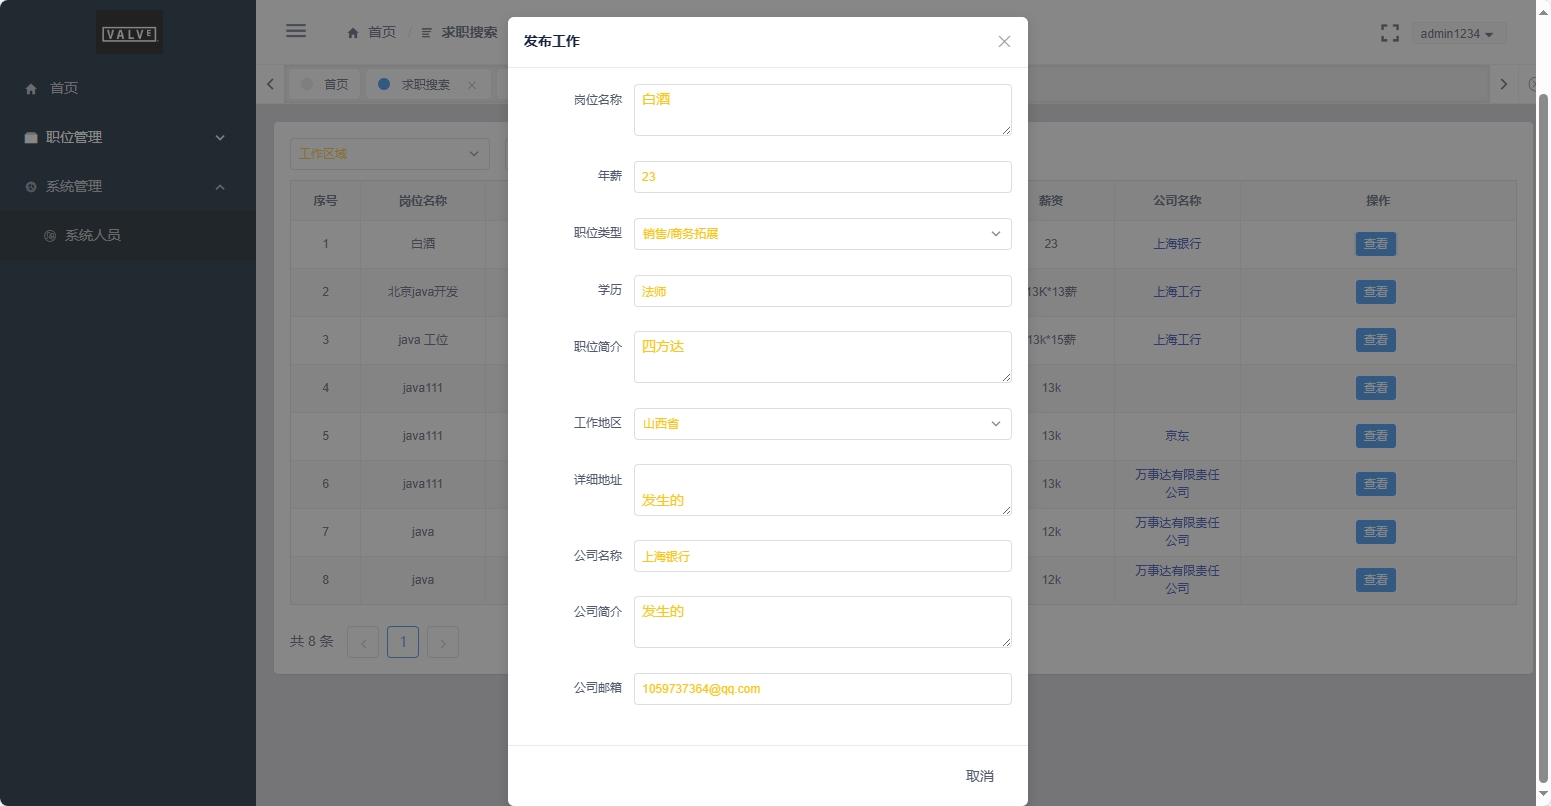 VALVE
首页
职位管理
系统管理
系统人员
首页 / 求职搜索
admin1234
首页
求职搜索
工作区域
序号 岗位名称 薪资 公司名称 操作
1 白酒 23 上海银行 查看
2 北京java开发 13K*13薪 上海工行 查看
3 java 工位 13k*15薪 上海工行 查看
4 java111 13k 查看
5 java111 13k 京东 查看
6 java111 13k 万事达有限责任公司 查看
7 java 12k 万事达有限责任公司 查看
8 java 12k 万事达有限责任公司 查看
共 8 条 1
发布工作
岗位名称 白酒
年薪 23
职位类型 销售/商务拓展
学历 法师
职位简介 四方达
工作地区 山西省
详细地址 发生的
公司名称 上海银行
公司简介 发生的
公司邮箱 1059737364@qq.com
取消